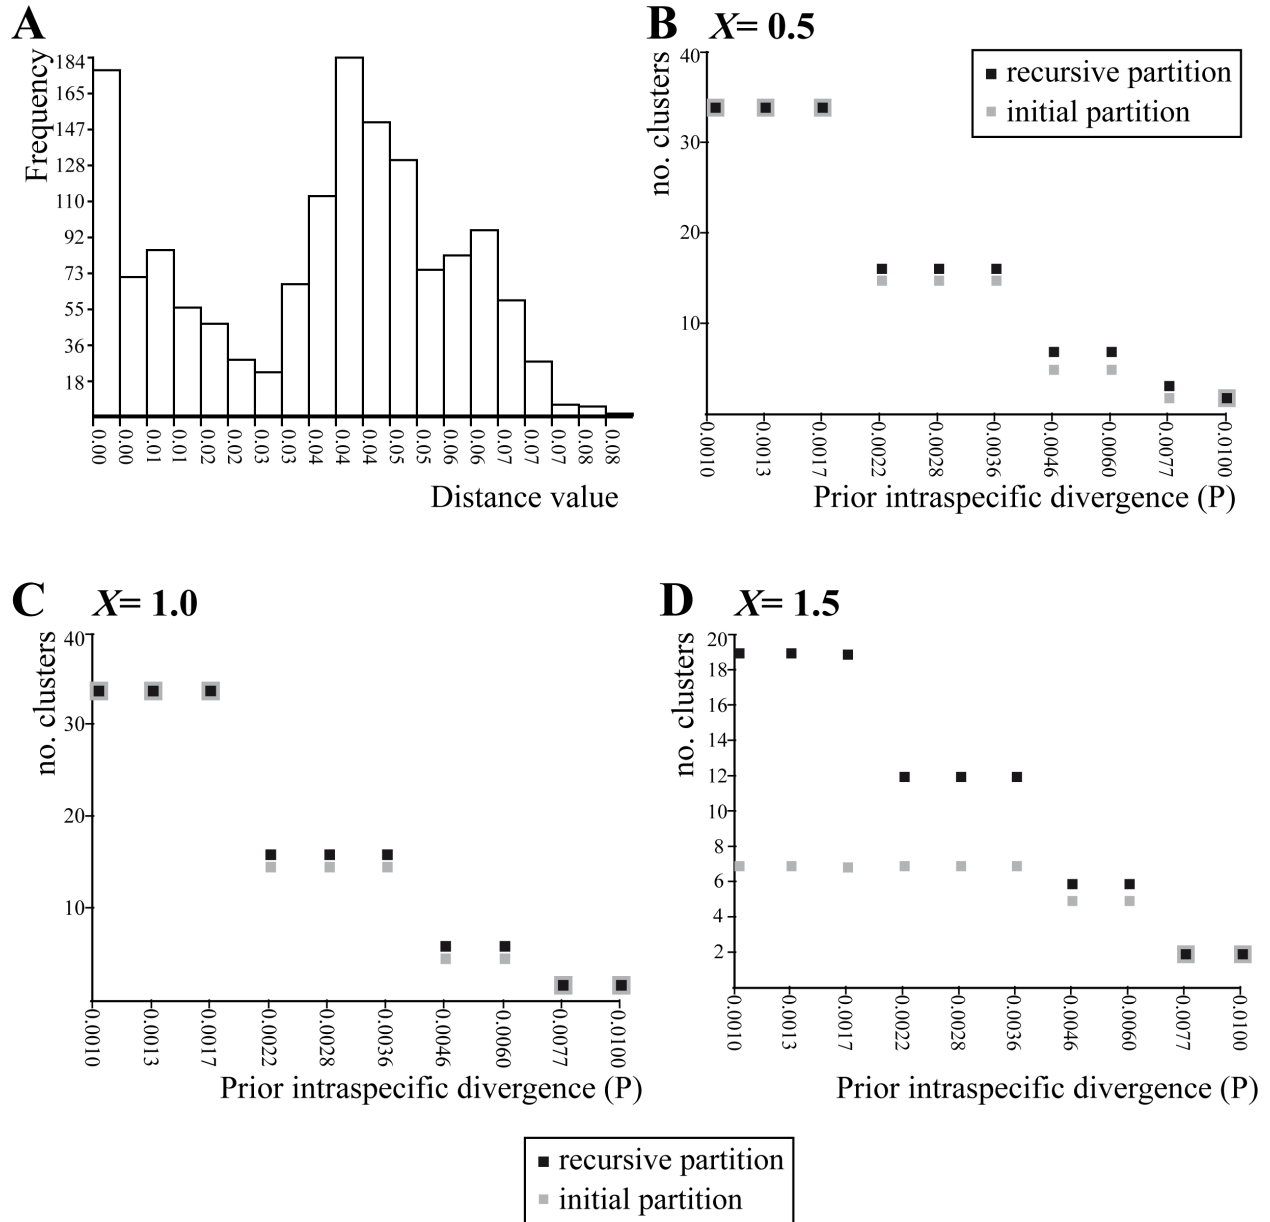 A
Frequency
184
165
147
128
110
92
73
55
36
18
0.00 0.00 0.01 0.01 0.02 0.02 0.03 0.03 0.04 0.04 0.04 0.05 0.05 0.06 0.06 0.07 0.07 0.07 0.08 0.08
Distance value
B X= 0.5
no. clusters
40
30
20
10
recursive partition
initial partition
0.0010 0.0013 0.0017 0.0022 0.0028 0.0036 0.0046 0.0060 0.0077 0.0100
Prior intraspecific divergence (P)
C X= 1.0
no. clusters
40
30
20
10
0.0010 0.0013 0.0017 0.0022 0.0028 0.0036 0.0046 0.0060 0.0077 0.0100
Prior intraspecific divergence (P)
D X= 1.5
no. clusters
20
18
16
14
12
10
8
6
4
2
0.0010 0.0013 0.0017 0.0022 0.0028 0.0036 0.0046 0.0060 0.0077 0.0100
Prior intraspecific divergence (P)
recursive partition
initial partition